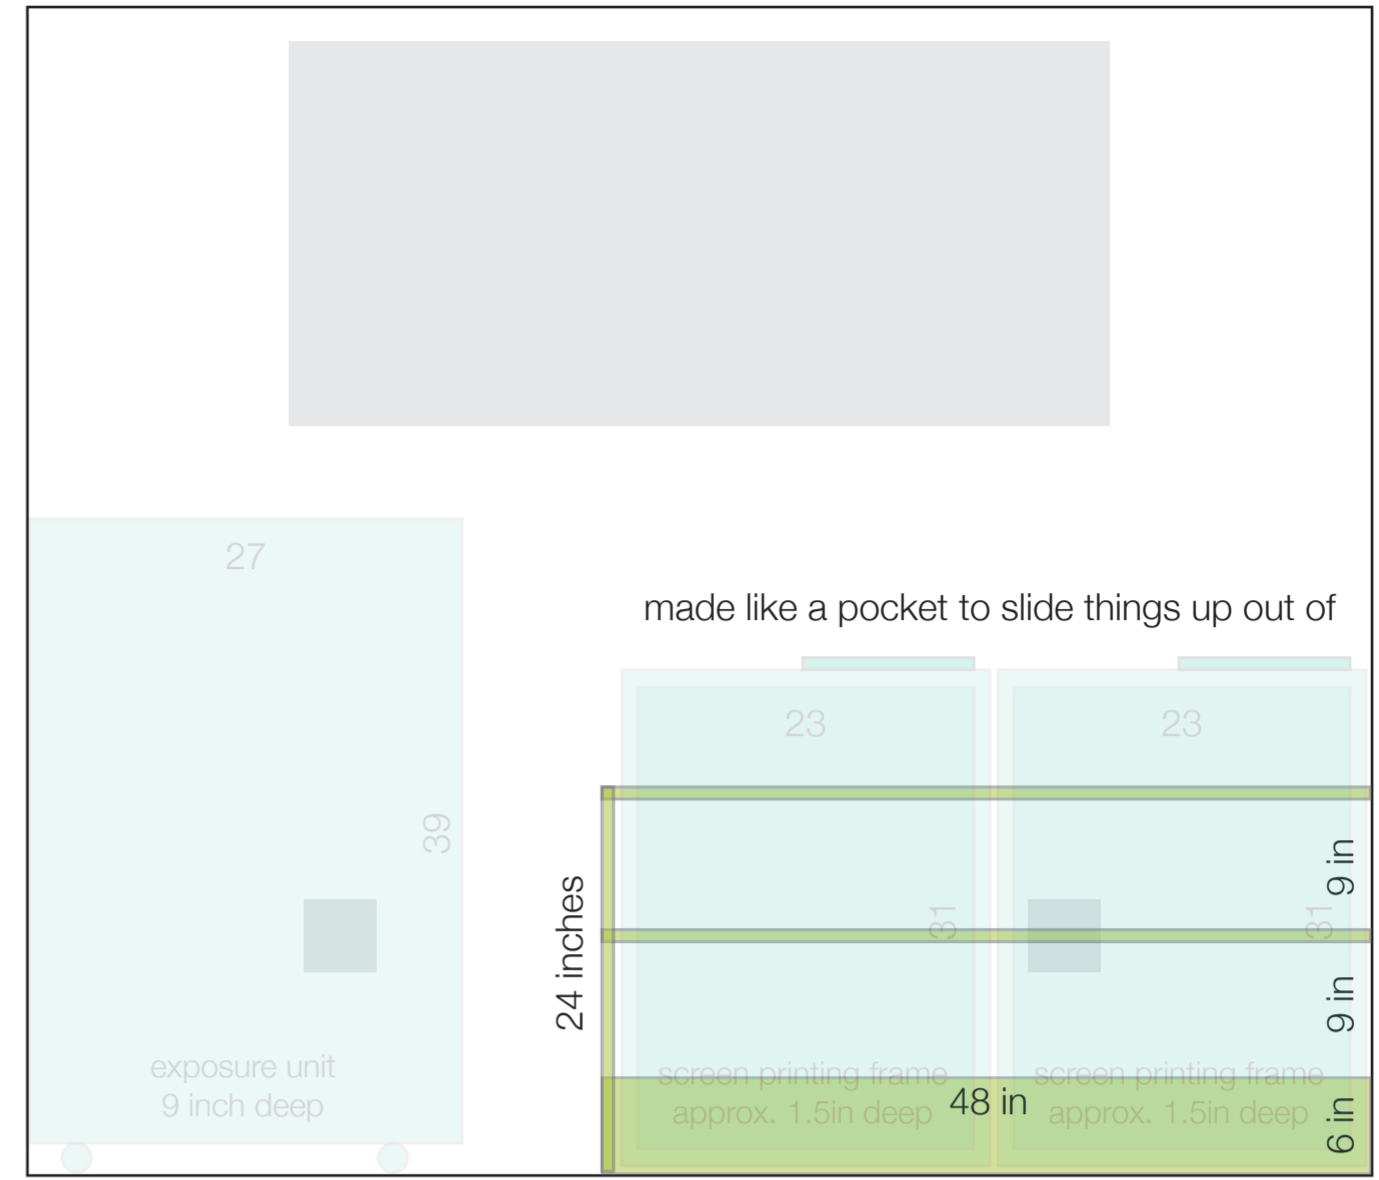 27
39
exposure unit
9 inch deep
made like a pocket to slide things up out of
23
23
31
31
24 inches
9 in
9 in
6 in
screen printing frame
approx. 1.5in deep
48 in
screen printing frame
approx. 1.5in deep